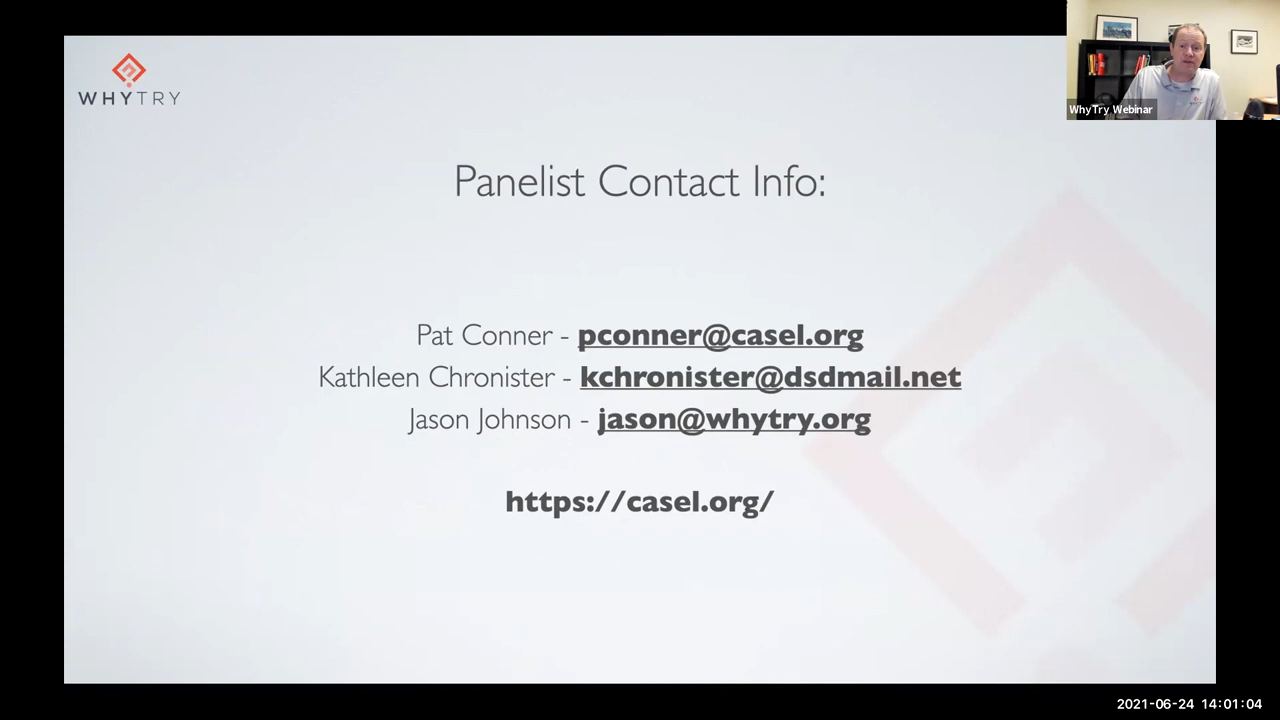 WHYTRY
WhyTry Webinar
Panelist Contact Info:
Pat Conner - pconner@casel.org
Kathleen Chronister - kchronister@dsdmail.net
Jason Johnson - jason@whytry.org
https://casel.org/
2021-06-24 14:01:04